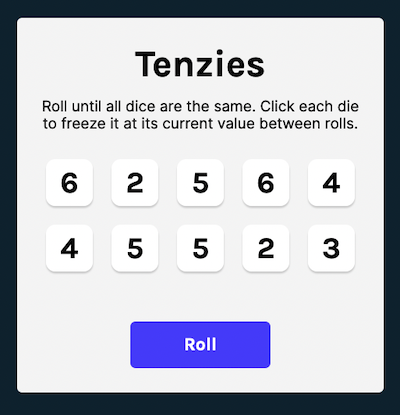 Tenzies
Roll until all dice are the same. Click each die
to freeze it at its current value between rolls.
6 2 5 6 4
4 5 5 2 3
Roll